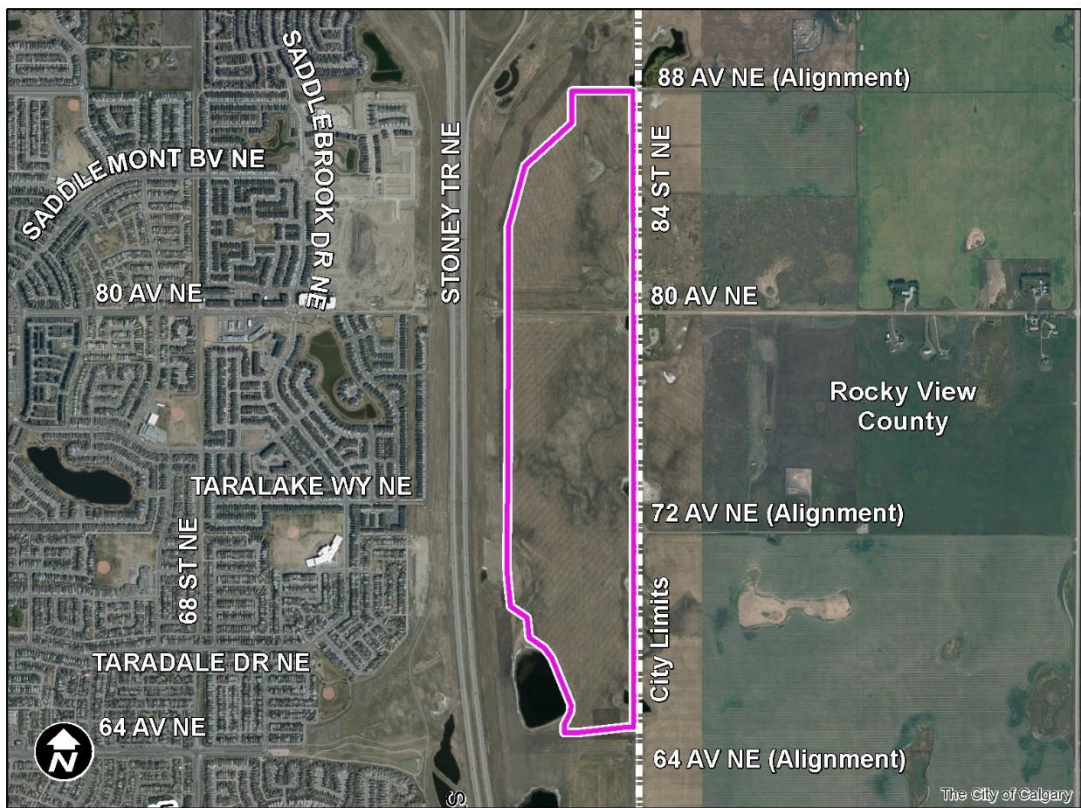 88 AV NE (Alignment)
SADDLEBROOK DR NE
SADDLEMONT BV NE
STONEY TR NE
84 ST NE
80 AV NE
80 AV NE
Rocky View
County
TARALAKE WY NE
72 AV NE (Alignment)
68 ST NE
City Limits
TARADALE DR NE
64 AV NE
N
64 AV NE (Alignment)
S
The City of Calgary